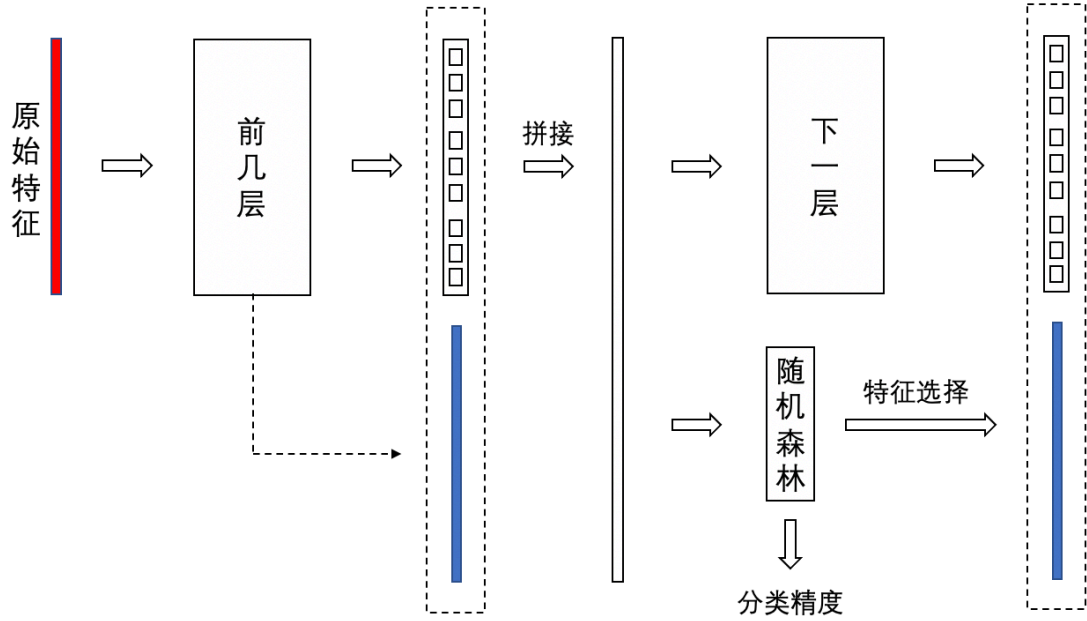 原始特征
前几层
拼接
下一层
随机森林
特征选择
分类精度